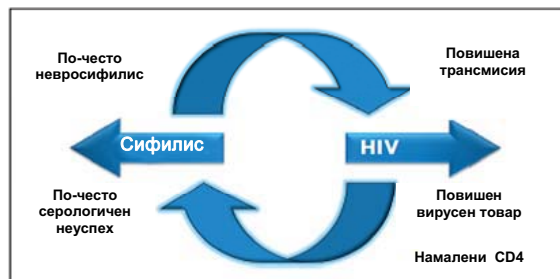 По-често
невросифилис
Повишена
трансмисия
Сифилис
HIV
По-често
серологичен
неуспех
Повишен
вирусен товар
Намалени CD4